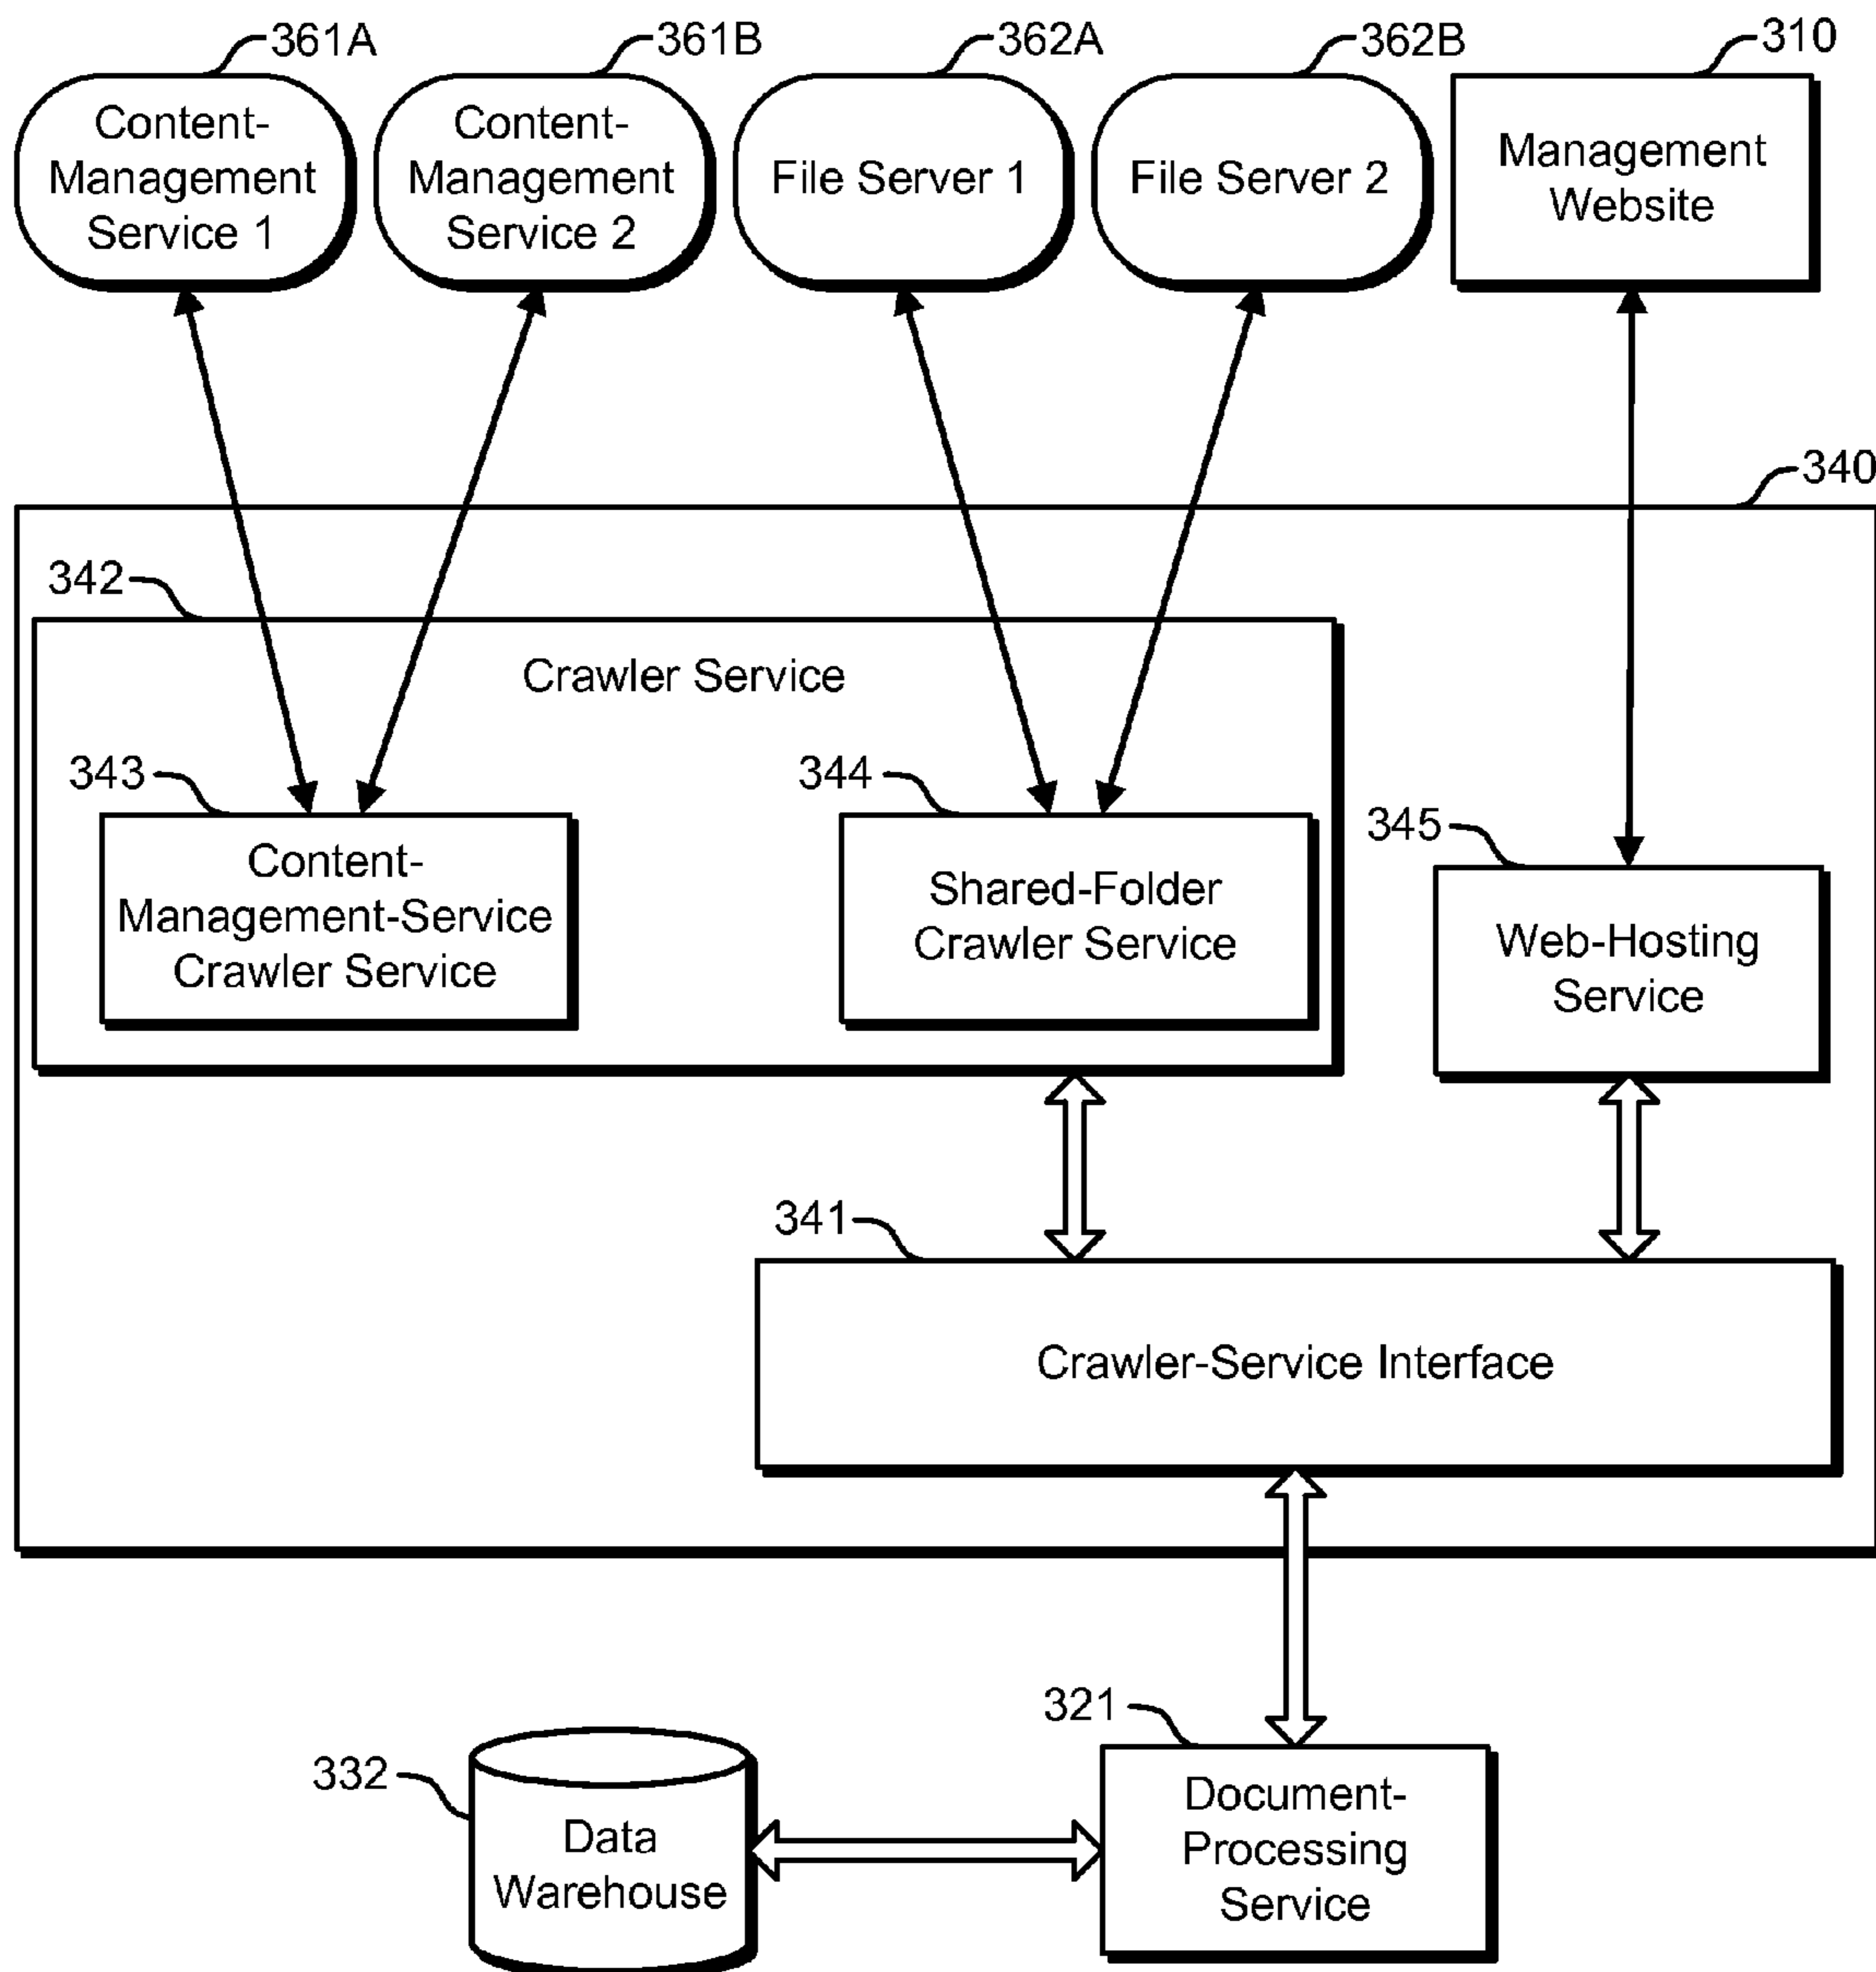 361A
361B
362A
362B
310
Content-
Management
Service 1
Content-
Management
Service 2
File Server 1
File Server 2
Management
Website
340
342
Crawler Service
343
344
345
Content-
Management-Service
Crawler Service
Shared-Folder
Crawler Service
Web-Hosting
Service
341
Crawler-Service Interface
321
332
Data
Warehouse
Document-
Processing
Service